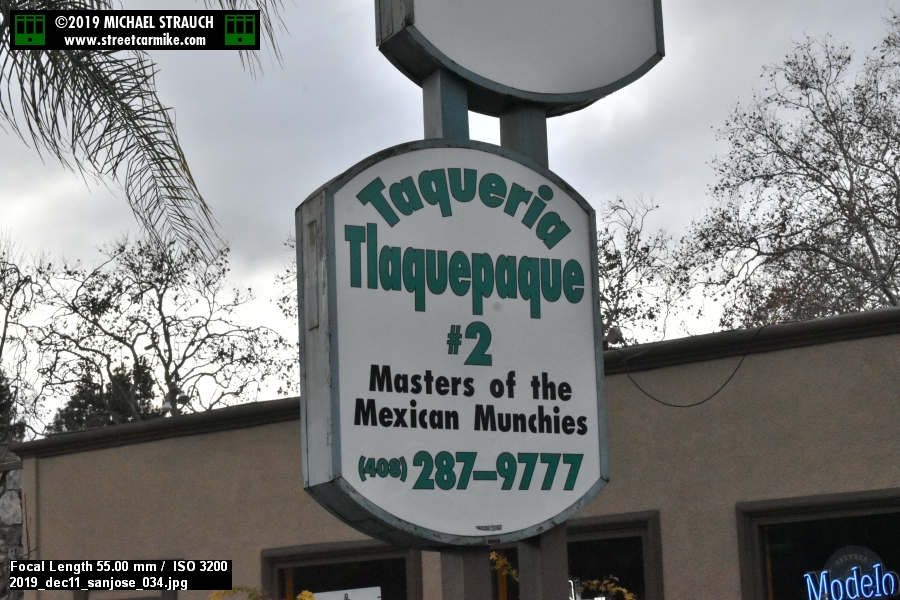 ©2019 MICHAEL STRAUCH
www.streetcarmike.com
Taqueria
Tlaquepaque
#2
Masters of the
Mexican Munchies
(408) 287-9777
Modelo
Focal Length 55.00 mm / ISO 3200
2019_dec11_sanjose_034.jpg